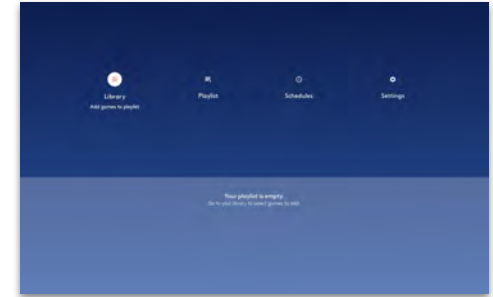 Library
Add games to playlist
Playlist
Schedules
Settings
Your playlist is empty.
Go to your library to select games to add.